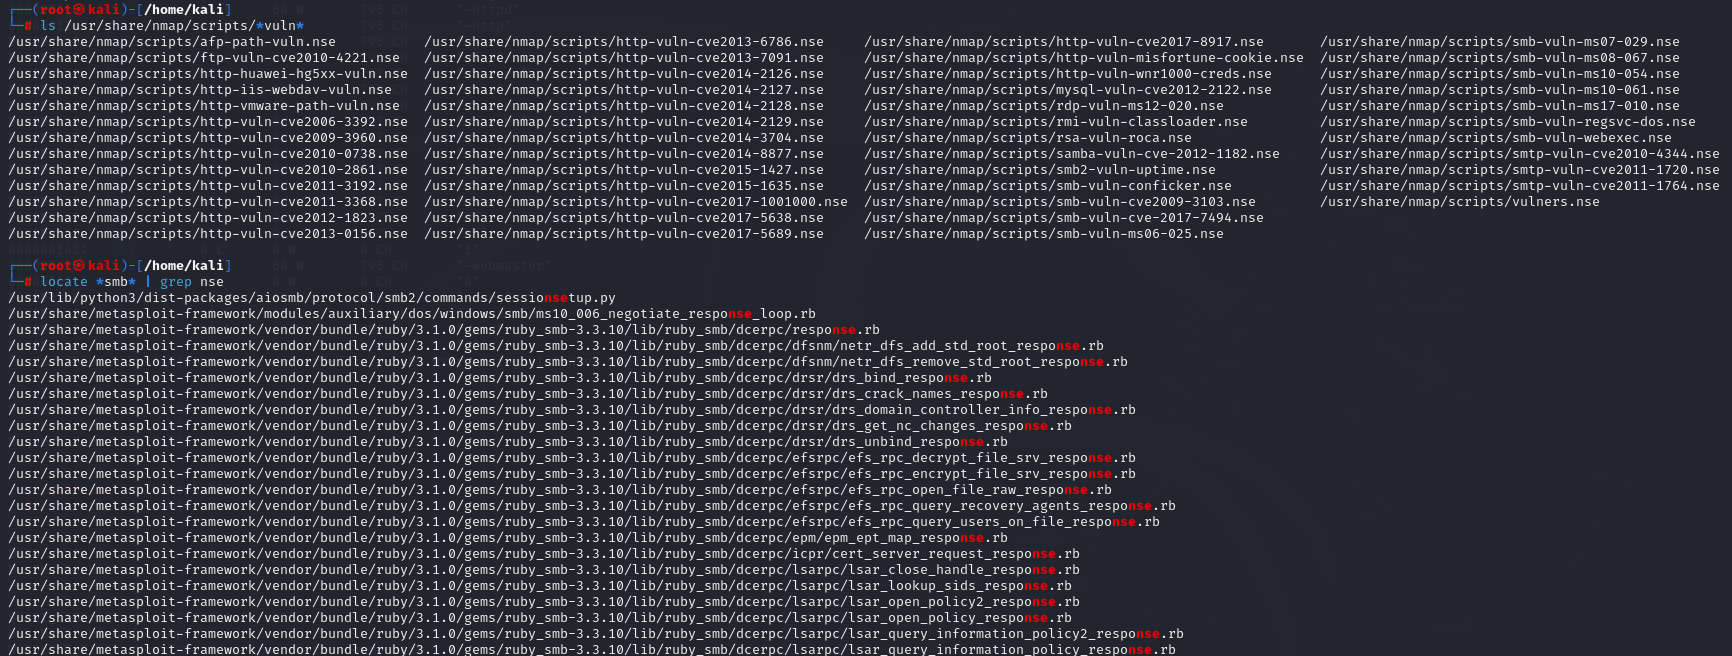 ┌──(root㉿kali)-[/home/kali]
└─# ls /usr/share/nmap/scripts/*vuln*
/usr/share/nmap/scripts/afp-path-vuln.nse /usr/share/nmap/scripts/http-vuln-cve2013-6786.nse /usr/share/nmap/scripts/http-vuln-cve2017-8917.nse /usr/share/nmap/scripts/smb-vuln-ms07-029.nse
/usr/share/nmap/scripts/ftp-vuln-cve2010-4221.nse /usr/share/nmap/scripts/http-vuln-cve2013-7091.nse /usr/share/nmap/scripts/http-vuln-misfortune-cookie.nse /usr/share/nmap/scripts/smb-vuln-ms08-067.nse
/usr/share/nmap/scripts/http-huawei-hg5xx-vuln.nse /usr/share/nmap/scripts/http-vuln-cve2014-2126.nse /usr/share/nmap/scripts/http-vuln-wnr1000-creds.nse /usr/share/nmap/scripts/smb-vuln-ms10-054.nse
/usr/share/nmap/scripts/http-iis-webdav-vuln.nse /usr/share/nmap/scripts/http-vuln-cve2014-2127.nse /usr/share/nmap/scripts/mysql-vuln-cve2012-2122.nse /usr/share/nmap/scripts/smb-vuln-ms10-061.nse
/usr/share/nmap/scripts/http-vmware-path-vuln.nse /usr/share/nmap/scripts/http-vuln-cve2014-2128.nse /usr/share/nmap/scripts/rdp-vuln-ms12-020.nse /usr/share/nmap/scripts/smb-vuln-ms17-010.nse
/usr/share/nmap/scripts/http-vuln-cve2006-3392.nse /usr/share/nmap/scripts/http-vuln-cve2014-2129.nse /usr/share/nmap/scripts/rmi-vuln-classloader.nse /usr/share/nmap/scripts/smb-vuln-regsvc-dos.nse
/usr/share/nmap/scripts/http-vuln-cve2009-3960.nse /usr/share/nmap/scripts/http-vuln-cve2014-3704.nse /usr/share/nmap/scripts/rsa-vuln-roca.nse /usr/share/nmap/scripts/smb-vuln-webexec.nse
/usr/share/nmap/scripts/http-vuln-cve2010-0738.nse /usr/share/nmap/scripts/http-vuln-cve2014-8877.nse /usr/share/nmap/scripts/samba-vuln-cve-2012-1182.nse /usr/share/nmap/scripts/smtp-vuln-cve2010-4344.nse
/usr/share/nmap/scripts/http-vuln-cve2010-2861.nse /usr/share/nmap/scripts/http-vuln-cve2015-1427.nse /usr/share/nmap/scripts/smb2-vuln-uptime.nse /usr/share/nmap/scripts/smtp-vuln-cve2011-1720.nse
/usr/share/nmap/scripts/http-vuln-cve2011-3192.nse /usr/share/nmap/scripts/http-vuln-cve2015-1635.nse /usr/share/nmap/scripts/smb-vuln-conficker.nse /usr/share/nmap/scripts/smtp-vuln-cve2011-1764.nse
/usr/share/nmap/scripts/http-vuln-cve2011-3368.nse /usr/share/nmap/scripts/http-vuln-cve2017-1001000.nse /usr/share/nmap/scripts/smb-vuln-cve2009-3103.nse /usr/share/nmap/scripts/vulners.nse
/usr/share/nmap/scripts/http-vuln-cve2012-1823.nse /usr/share/nmap/scripts/http-vuln-cve2017-5638.nse /usr/share/nmap/scripts/smb-vuln-cve-2017-7494.nse
/usr/share/nmap/scripts/http-vuln-cve2013-0156.nse /usr/share/nmap/scripts/http-vuln-cve2017-5689.nse /usr/share/nmap/scripts/smb-vuln-ms06-025.nse
┌──(root㉿kali)-[/home/kali]
└─# locate *smb* | grep nse
/usr/lib/python3/dist-packages/aiosmb/protocol/smb2/commands/sessionsetup.py
/usr/share/metasploit-framework/modules/auxiliary/dos/windows/smb/ms10_006_negotiate_response_loop.rb
/usr/share/metasploit-framework/vendor/bundle/ruby/3.1.0/gems/ruby_smb-3.3.10/lib/ruby_smb/dcerpc/response.rb
/usr/share/metasploit-framework/vendor/bundle/ruby/3.1.0/gems/ruby_smb-3.3.10/lib/ruby_smb/dcerpc/dfsnm/netr_dfs_add_std_root_response.rb
/usr/share/metasploit-framework/vendor/bundle/ruby/3.1.0/gems/ruby_smb-3.3.10/lib/ruby_smb/dcerpc/dfsnm/netr_dfs_remove_std_root_response.rb
/usr/share/metasploit-framework/vendor/bundle/ruby/3.1.0/gems/ruby_smb-3.3.10/lib/ruby_smb/dcerpc/drsr/drs_bind_response.rb
/usr/share/metasploit-framework/vendor/bundle/ruby/3.1.0/gems/ruby_smb-3.3.10/lib/ruby_smb/dcerpc/drsr/drs_crack_names_response.rb
/usr/share/metasploit-framework/vendor/bundle/ruby/3.1.0/gems/ruby_smb-3.3.10/lib/ruby_smb/dcerpc/drsr/drs_domain_controller_info_response.rb
/usr/share/metasploit-framework/vendor/bundle/ruby/3.1.0/gems/ruby_smb-3.3.10/lib/ruby_smb/dcerpc/drsr/drs_get_nc_changes_response.rb
/usr/share/metasploit-framework/vendor/bundle/ruby/3.1.0/gems/ruby_smb-3.3.10/lib/ruby_smb/dcerpc/drsr/drs_unbind_response.rb
/usr/share/metasploit-framework/vendor/bundle/ruby/3.1.0/gems/ruby_smb-3.3.10/lib/ruby_smb/dcerpc/efsrpc/efs_rpc_decrypt_file_srv_response.rb
/usr/share/metasploit-framework/vendor/bundle/ruby/3.1.0/gems/ruby_smb-3.3.10/lib/ruby_smb/dcerpc/efsrpc/efs_rpc_encrypt_file_srv_response.rb
/usr/share/metasploit-framework/vendor/bundle/ruby/3.1.0/gems/ruby_smb-3.3.10/lib/ruby_smb/dcerpc/efsrpc/efs_rpc_open_file_raw_response.rb
/usr/share/metasploit-framework/vendor/bundle/ruby/3.1.0/gems/ruby_smb-3.3.10/lib/ruby_smb/dcerpc/efsrpc/efs_rpc_query_recovery_agents_response.rb
/usr/share/metasploit-framework/vendor/bundle/ruby/3.1.0/gems/ruby_smb-3.3.10/lib/ruby_smb/dcerpc/efsrpc/efs_rpc_query_users_on_file_response.rb
/usr/share/metasploit-framework/vendor/bundle/ruby/3.1.0/gems/ruby_smb-3.3.10/lib/ruby_smb/dcerpc/epm/epm_ept_map_response.rb
/usr/share/metasploit-framework/vendor/bundle/ruby/3.1.0/gems/ruby_smb-3.3.10/lib/ruby_smb/dcerpc/icpr/cert_server_request_response.rb
/usr/share/metasploit-framework/vendor/bundle/ruby/3.1.0/gems/ruby_smb-3.3.10/lib/ruby_smb/dcerpc/lsarpc/lsar_close_handle_response.rb
/usr/share/metasploit-framework/vendor/bundle/ruby/3.1.0/gems/ruby_smb-3.3.10/lib/ruby_smb/dcerpc/lsarpc/lsar_lookup_sids_response.rb
/usr/share/metasploit-framework/vendor/bundle/ruby/3.1.0/gems/ruby_smb-3.3.10/lib/ruby_smb/dcerpc/lsarpc/lsar_open_policy2_response.rb
/usr/share/metasploit-framework/vendor/bundle/ruby/3.1.0/gems/ruby_smb-3.3.10/lib/ruby_smb/dcerpc/lsarpc/lsar_open_policy_response.rb
/usr/share/metasploit-framework/vendor/bundle/ruby/3.1.0/gems/ruby_smb-3.3.10/lib/ruby_smb/dcerpc/lsarpc/lsar_query_information_policy2_response.rb
/usr/share/metasploit-framework/vendor/bundle/ruby/3.1.0/gems/ruby_smb-3.3.10/lib/ruby_smb/dcerpc/lsarpc/lsar_query_information_policy_response.rb